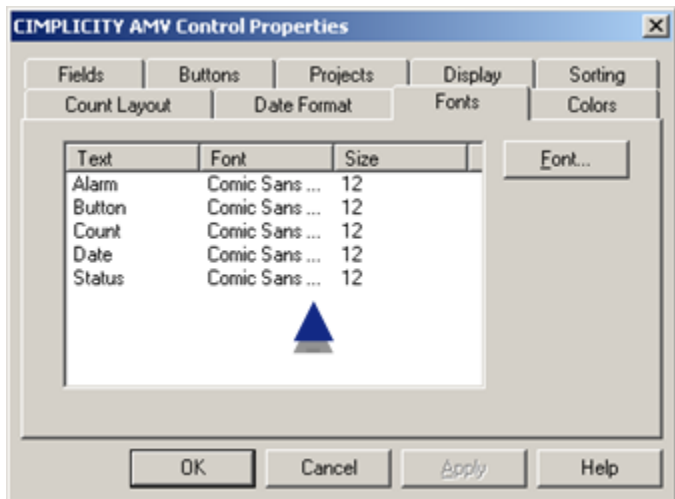 CIMPLICITY AMV Control Properties
Fields Buttons Projects Display Sorting
Count Layout Date Format Fonts Colors
Text Font Size Font...
Alarm Comic Sans ... 12
Button Comic Sans ... 12
Count Comic Sans ... 12
Date Comic Sans ... 12
Status Comic Sans ... 12
OK Cancel Apply Help